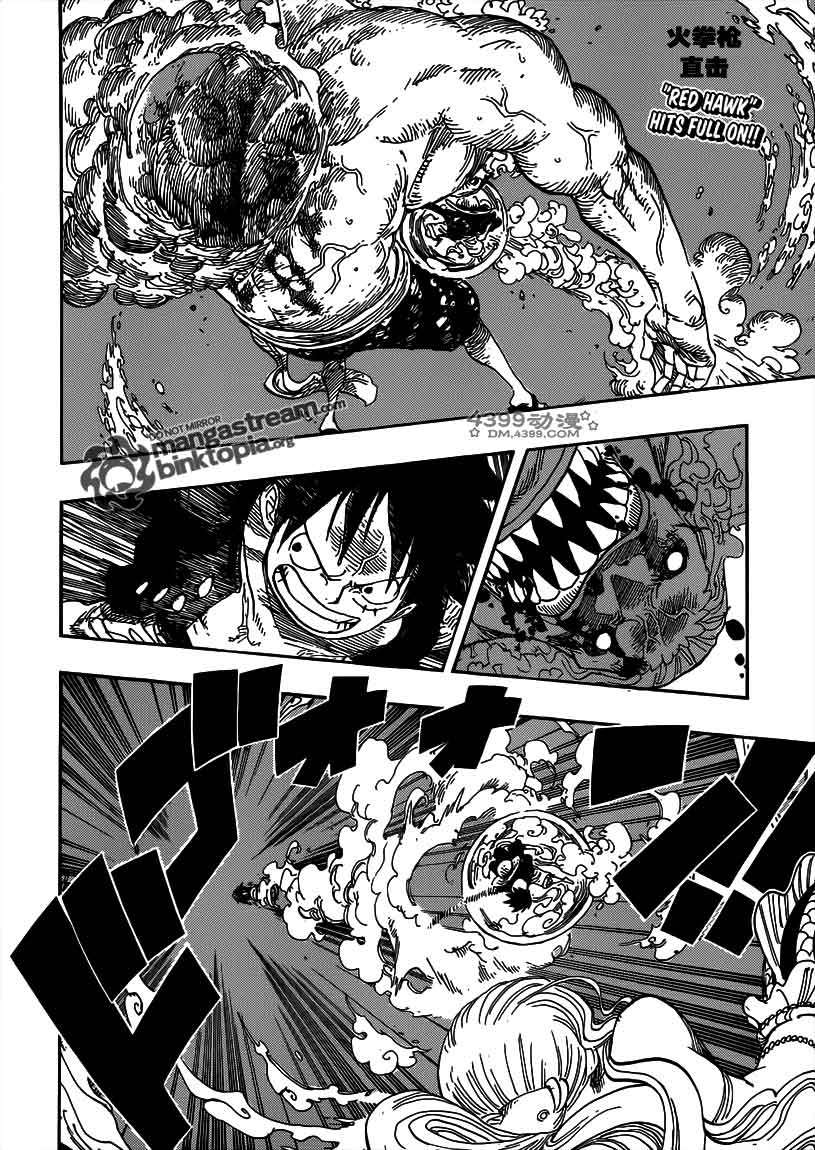 火拳枪
直击
"RED HAWK"
HITS FULL ON!!
DO NOT MIRROR
mangastream.com
binktopia.org
4399动漫
DM.4399.COM
ドゴオオオン!!